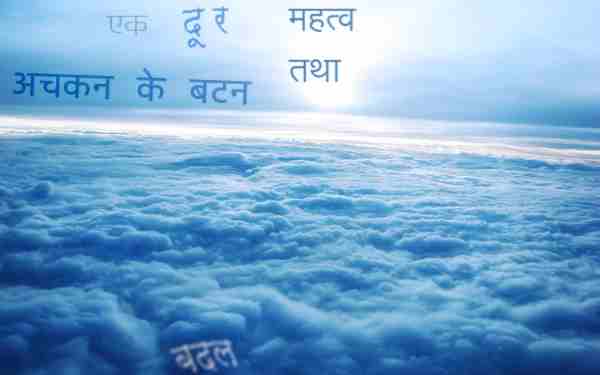 एक
दूर
महत्व
तथा
अचकन के बटन
बदल